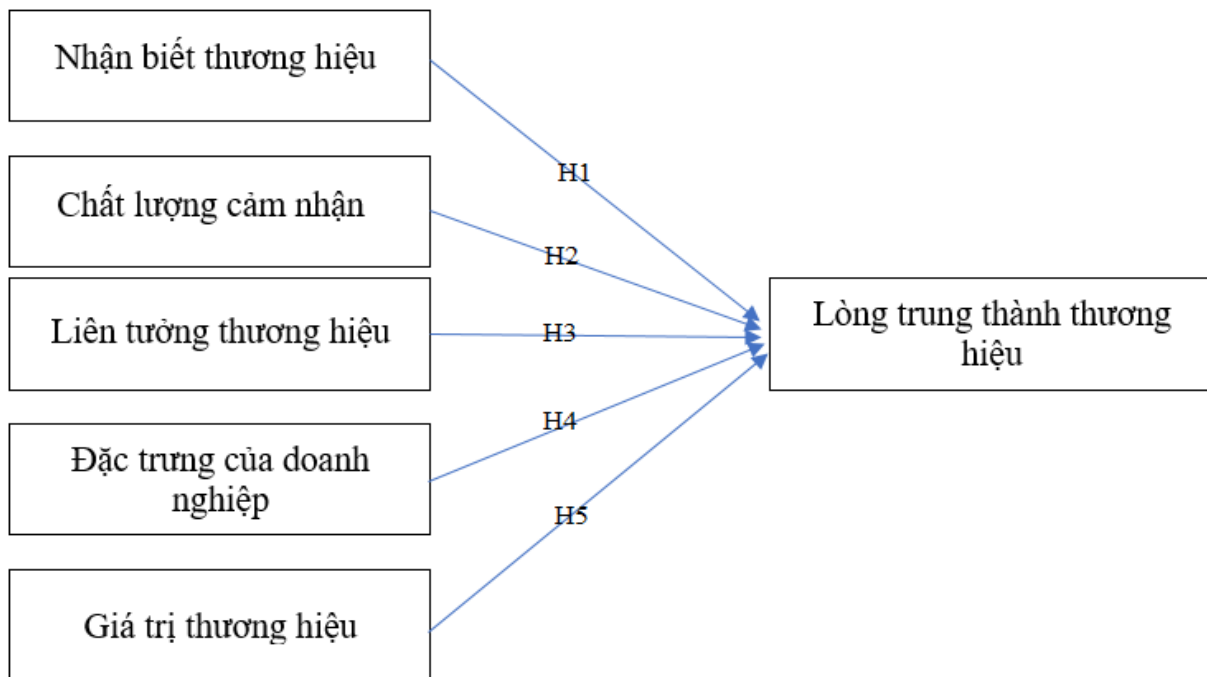 Nhận biết thương hiệu
H1
Chất lượng cảm nhận
H2
Liên tưởng thương hiệu
H3
Lòng trung thành thương
hiệu
H4
Đặc trưng của doanh
nghiệp
H5
Giá trị thương hiệu